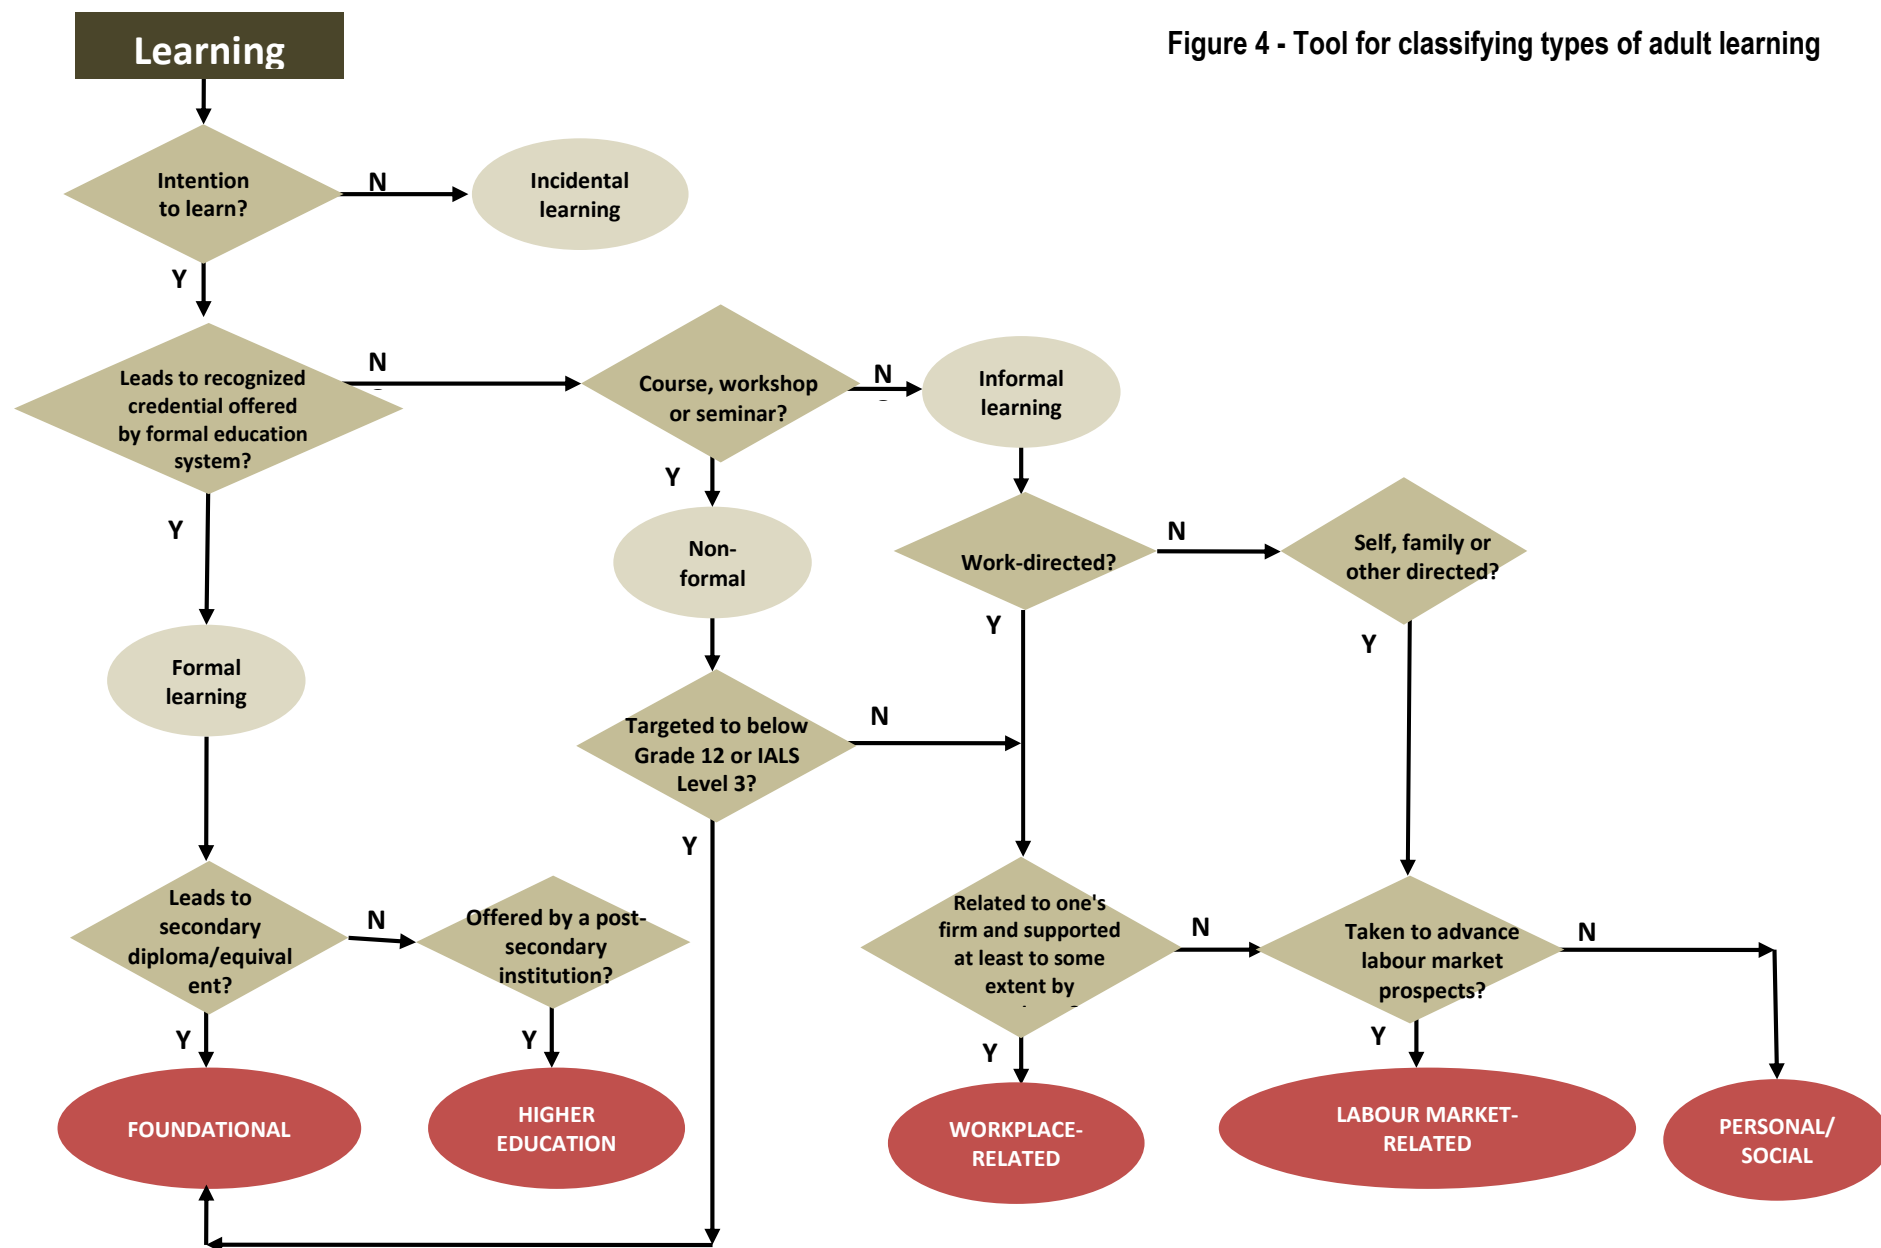 Learning
Figure 4 - Tool for classifying types of adult learning
Intention
to learn?
N
Incidental
learning
Y
Leads to recognized
credential offered
by formal education
system?
N
Course, workshop
or seminar?
N
Informal
learning
Y
Y
Non-
formal
Work-directed?
N
Self, family or
other directed?
Y
Y
Formal
learning
Targeted to below
Grade 12 or IALS
Level 3?
N
Y
Leads to
secondary
diploma/equival
ent?
N
Offered by a post-
secondary
institution?
Related to one's
firm and supported
at least to some
extent by
N
Taken to advance
labour market
prospects?
N
Y
Y
Y
Y
FOUNDATIONAL
HIGHER
EDUCATION
WORKPLACE-
RELATED
LABOUR MARKET-
RELATED
PERSONAL/
SOCIAL